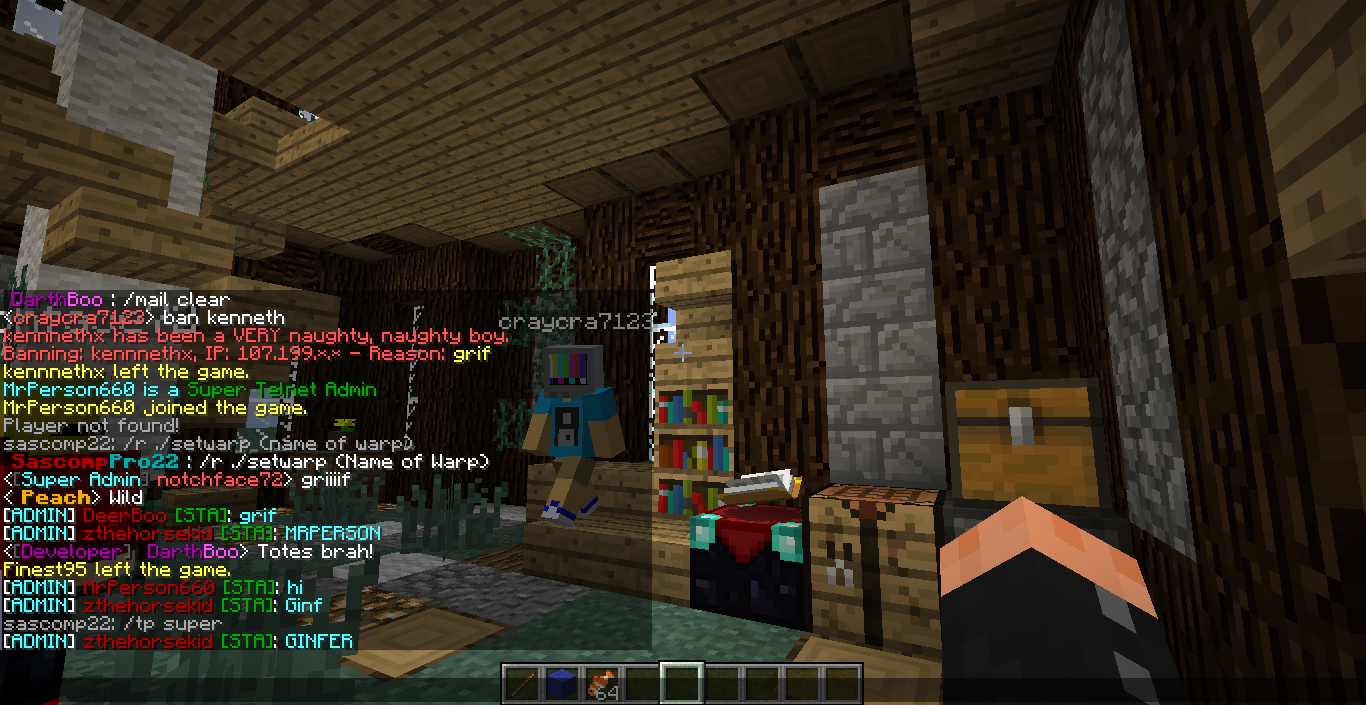 DarthBoo : /mail clear
<craycra7123> ban kenneth
kennnethx has been a VERY naughty, naughty boy.
Banning: kennnethx, IP: 107.199.*.* - Reason: grif
kennnethx left the game.
MrPerson660 is a Super Telnet Admin
MrPerson660 joined the game.
Player not found!
sascomp22: /r ./setwarp (name of warp)
SascompPro22 : /r ./setwarp (Name of Warp)
<[Super Admin] notchface72> griiiif
< Peach> Wild
[ADMIN] DeerBoo [STA]: grif
[ADMIN] zthehorsekid [STA]: MRPERSON
<[Developer] DarthBoo> Totes brah!
Finest95 left the game.
[ADMIN] MrPerson660 [STA]: hi
[ADMIN] zthehorsekid [STA]: Ginf
sascomp22: /tp super
[ADMIN] zthehorsekid [STA]: GINFER
craycra7123
64